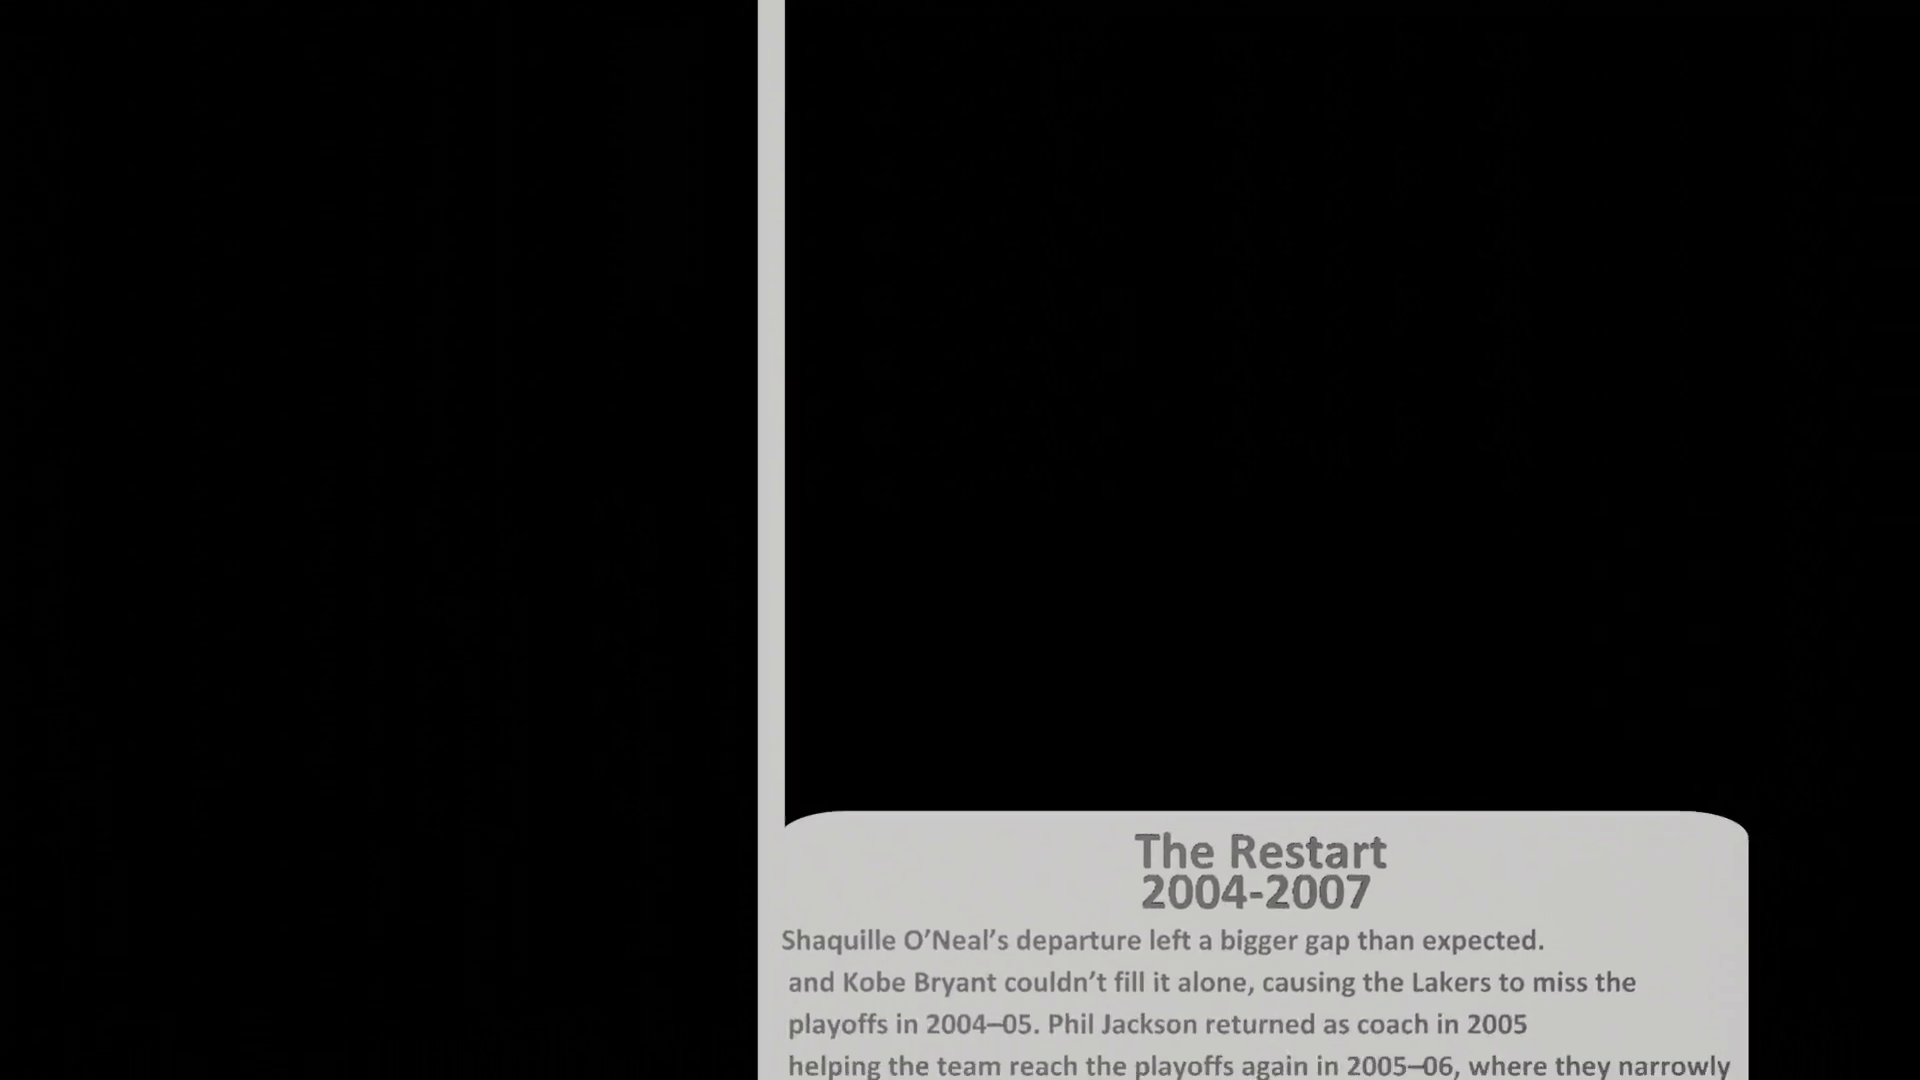 The Restart
2004-2007
Shaquille O’Neal’s departure left a bigger gap than expected.
and Kobe Bryant couldn’t fill it alone, causing the Lakers to miss the
playoffs in 2004–05. Phil Jackson returned as coach in 2005
helping the team reach the playoffs again in 2005–06, where they narrowly